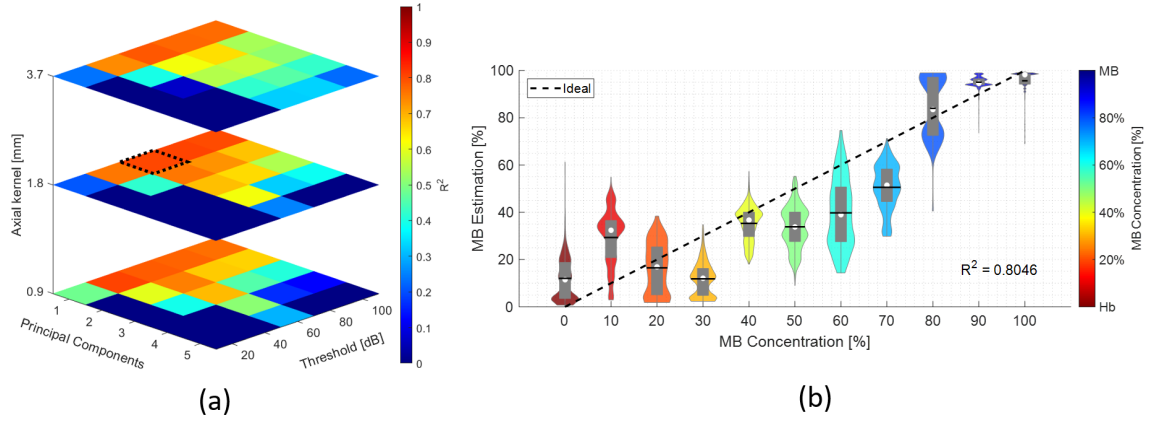 3.7
1.8
0.9
Axial kernel [mm]
1
2
3
4
5
Principal Components
20
40
60
80
100
Threshold [dB]
1
0.9
0.8
0.7
0.6
0.5
0.4
0.3
0.2
0.1
0
R²
(a)
100
80
60
40
20
0
MB Estimation [%]
Ideal
R² = 0.8046
0 10 20 30 40 50 60 70 80 90 100
MB Concentration [%]
MB
80%
60%
40%
20%
Hb
MB Concentration [%]
(b)